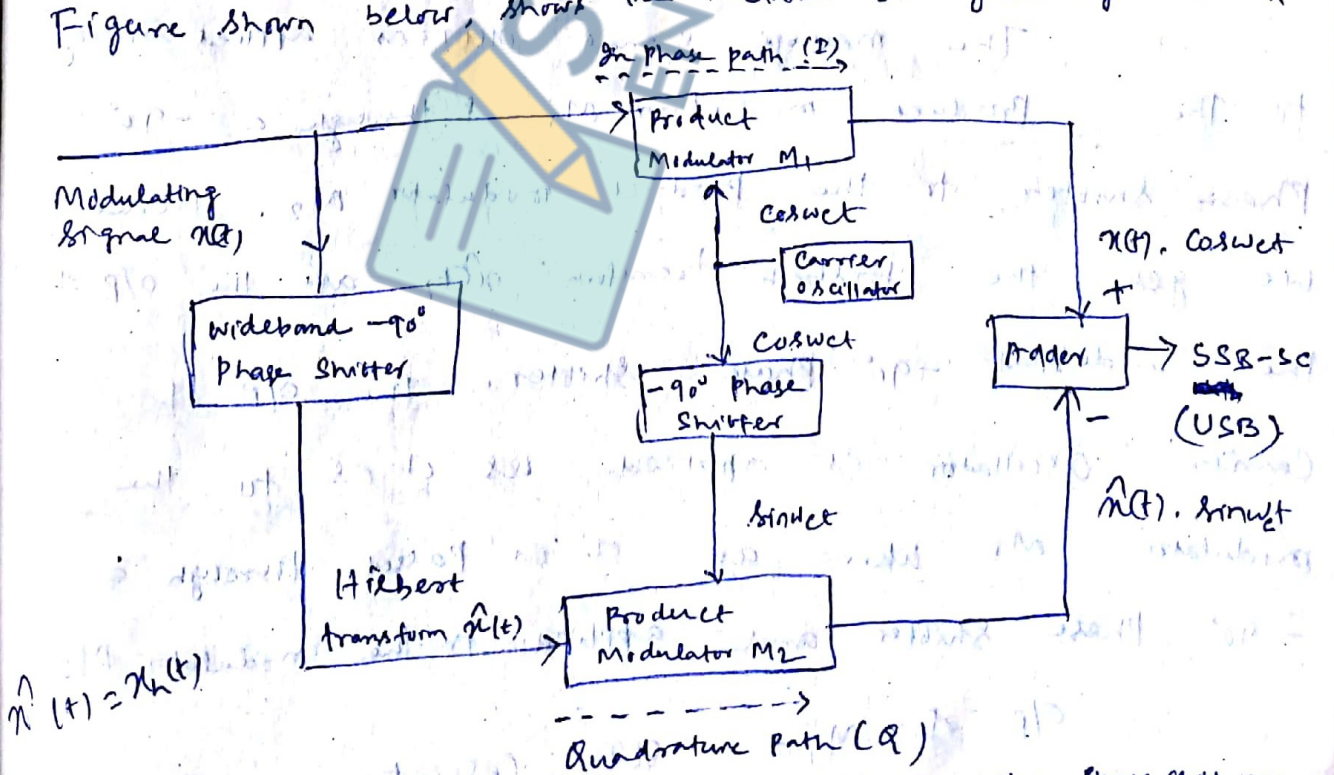 Figure, shown below, shows
In phase path (I)
Product
Modulator M1
Modulating
Signal x(t)
coswct
Carrier
oscillator
x(t). Coswct
+
wideband -90°
Phase Shifter
coswct
-90° phase
Shifter
Adder
SSB-SC
(USB)
-
sinwct
x̂(t). sinwct
Hilbert
transform x̂(t)
Product
Modulator M2
x̂(t) = xh(t)
Quadrature Path (Q)